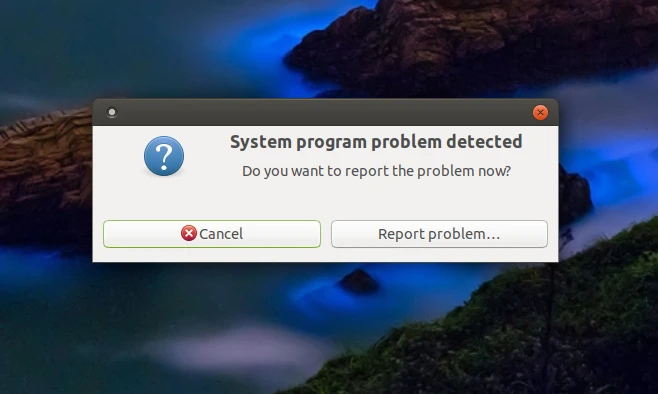 System program problem detected
Do you want to report the problem now?
Cancel
Report problem…